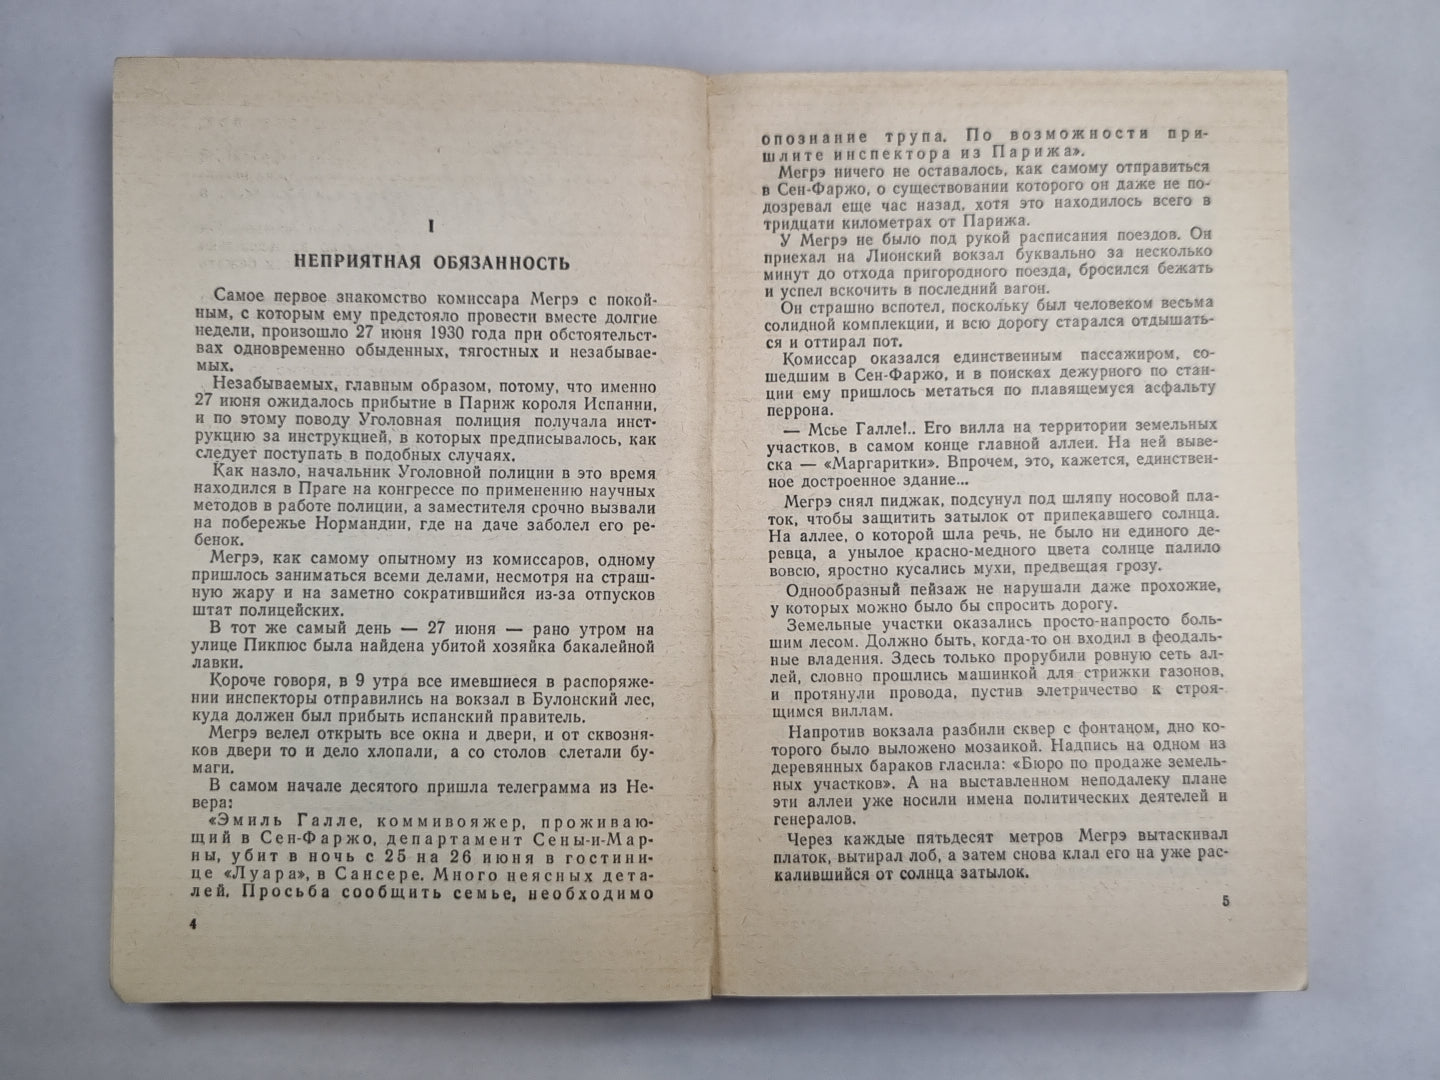 I
НЕПРИЯТНАЯ ОБЯЗАННОСТЬ
Самое первое знакомство комиссара Мегрэ с покой-
ным, с которым ему предстояло провести вместе долгие
недели, произошло 27 июня 1930 года при обстоятельст-
вах одновременно обыденных, тягостных и незабывае-
мых.
Незабываемых, главным образом, потому, что именно
27 июня ожидалось прибытие в Париж короля Испании,
и по этому поводу Уголовная полиция получала инст-
рукцию за инструкцией, в которых предписывалось, как
следует поступать в подобных случаях.
Как назло, начальник Уголовной полиции в это время
находился в Праге на конгрессе по применению научных
методов в работе полиции, а заместителя срочно вызвали
на побережье Нормандии, где на даче заболел его ре-
бенок.
Мегрэ, как самому опытному из комиссаров, одному
пришлось заниматься всеми делами, несмотря на страш-
ную жару и на заметно сократившийся из-за отпусков
штат полицейских.
В тот же самый день — 27 июня — рано утром на
улице Пикпюс была найдена убитой хозяйка бакалейной
лавки.
Короче говоря, в 9 утра все имевшиеся в распоряже-
нии инспекторы отправились на вокзал в Булонский лес,
куда должен был прибыть испанский правитель.
Мегрэ велел открыть все окна и двери, и от сквозня-
ков двери то и дело хлопали, а со столов слетали бу-
маги.
В самом начале десятого пришла телеграмма из Не-
вера:
«Эмиль Галле, коммивояжер, проживаю-
щий в Сен-Фаржо, департамент Сены-и-Мар-
ны, убит в ночь с 25 на 26 июня в гостини-
це «Луара», в Сансере. Много неясных дета-
лей. Просьба сообщить семье, необходимо
4
опознание трупа. По возможности при-
шлите инспектора из Парижа».
Мегрэ ничего не оставалось, как самому отправиться
в Сен-Фаржо, о существовании которого он даже не по-
дозревал еще час назад, хотя это находилось всего в
тридцати километрах от Парижа.
У Мегрэ не было под рукой расписания поездов. Он
приехал на Лионский вокзал буквально за несколько
минут до отхода пригородного поезда, бросился бежать
и успел вскочить в последний вагон.
Он страшно вспотел, поскольку был человеком весьма
солидной комплекции, и всю дорогу старался отдышать-
ся и оттирал пот.
Комиссар оказался единственным пассажиром, со-
шедшим в Сен-Фаржо, и в поисках дежурного по стан-
ции ему пришлось метаться по плавящемуся асфальту
перрона.
— Мсье Галле!.. Его вилла на территории земельных
участков, в самом конце главной аллеи. На ней выве-
ска — «Маргаритки». Впрочем, это, кажется, единствен-
ное достроенное здание...
Мегрэ снял пиджак, подсунул под шляпу носовой пла-
ток, чтобы защитить затылок от припекавшего солнца.
На аллее, о которой шла речь, не было ни единого де-
ревца, а унылое красно-медного цвета солнце палило
вовсю, яростно кусались мухи, предвещая грозу.
Однообразный пейзаж не нарушали даже прохожие,
у которых можно было бы спросить дорогу.
Земельные участки оказались просто-напросто боль-
шим лесом. Должно быть, когда-то он входил в феодаль-
ные владения. Здесь только прорубили ровную сеть ал-
лей, словно прошлись машинкой для стрижки газонов,
и протянули провода, пустив элетричество к строя-
щимся виллам.
Напротив вокзала разбили сквер с фонтаном, дно ко-
торого было выложено мозаикой. Надпись на одном из
деревянных бараков гласила: «Бюро по продаже земель-
ных участков». А на выставленном неподалеку плане
эти аллеи уже носили имена политических деятелей и
генералов.
Через каждые пятьдесят метров Мегрэ вытаскивал
платок, вытирал лоб, а затем снова клал его на уже рас-
калившийся от солнца затылок.
5